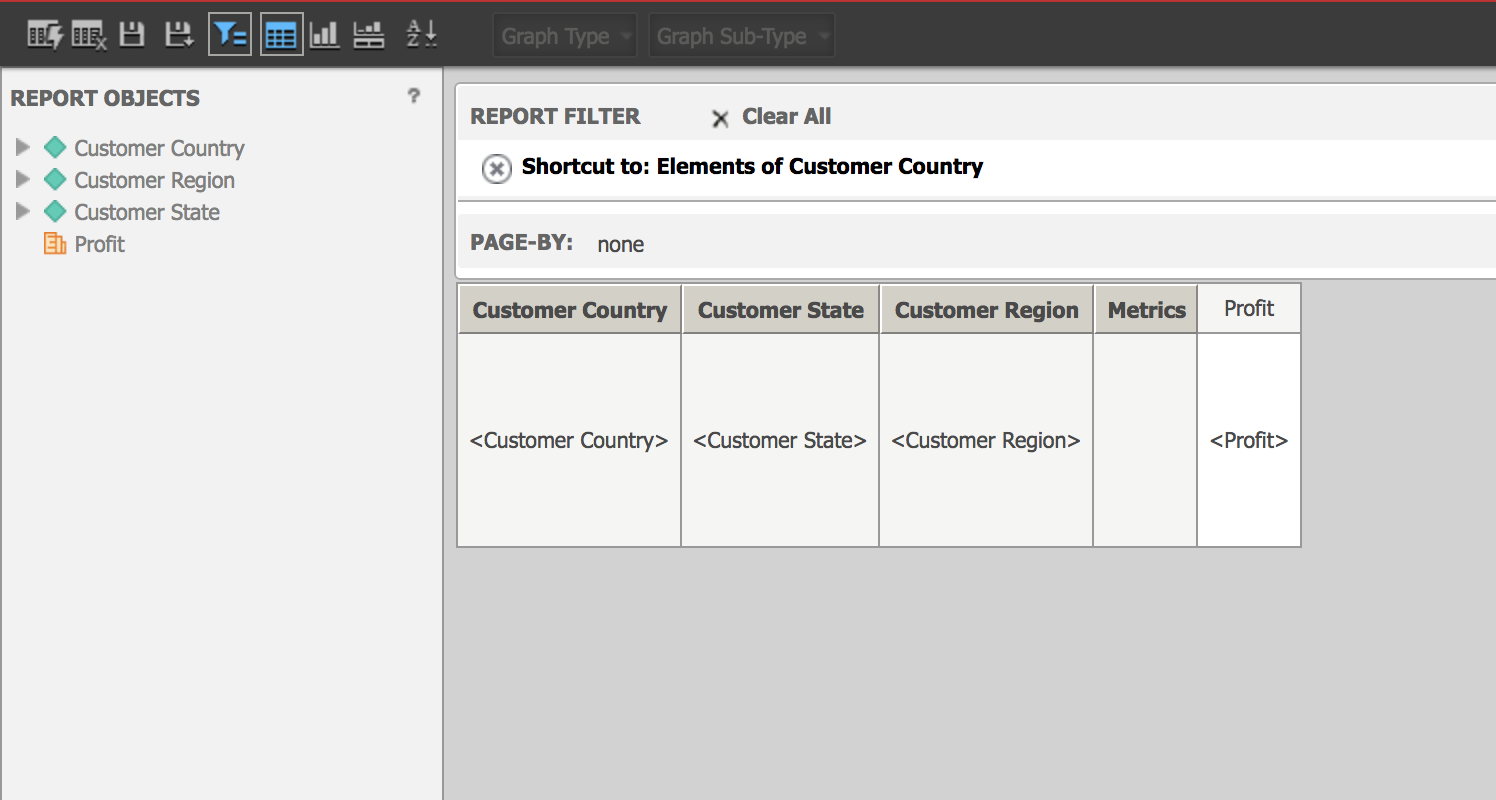 Graph Type
Graph Sub-Type
REPORT OBJECTS ?
Customer Country
Customer Region
Customer State
Profit
REPORT FILTER
Clear All
Shortcut to: Elements of Customer Country
PAGE-BY: none
Customer Country Customer State Customer Region Metrics Profit
<Customer Country> <Customer State> <Customer Region> <Profit>